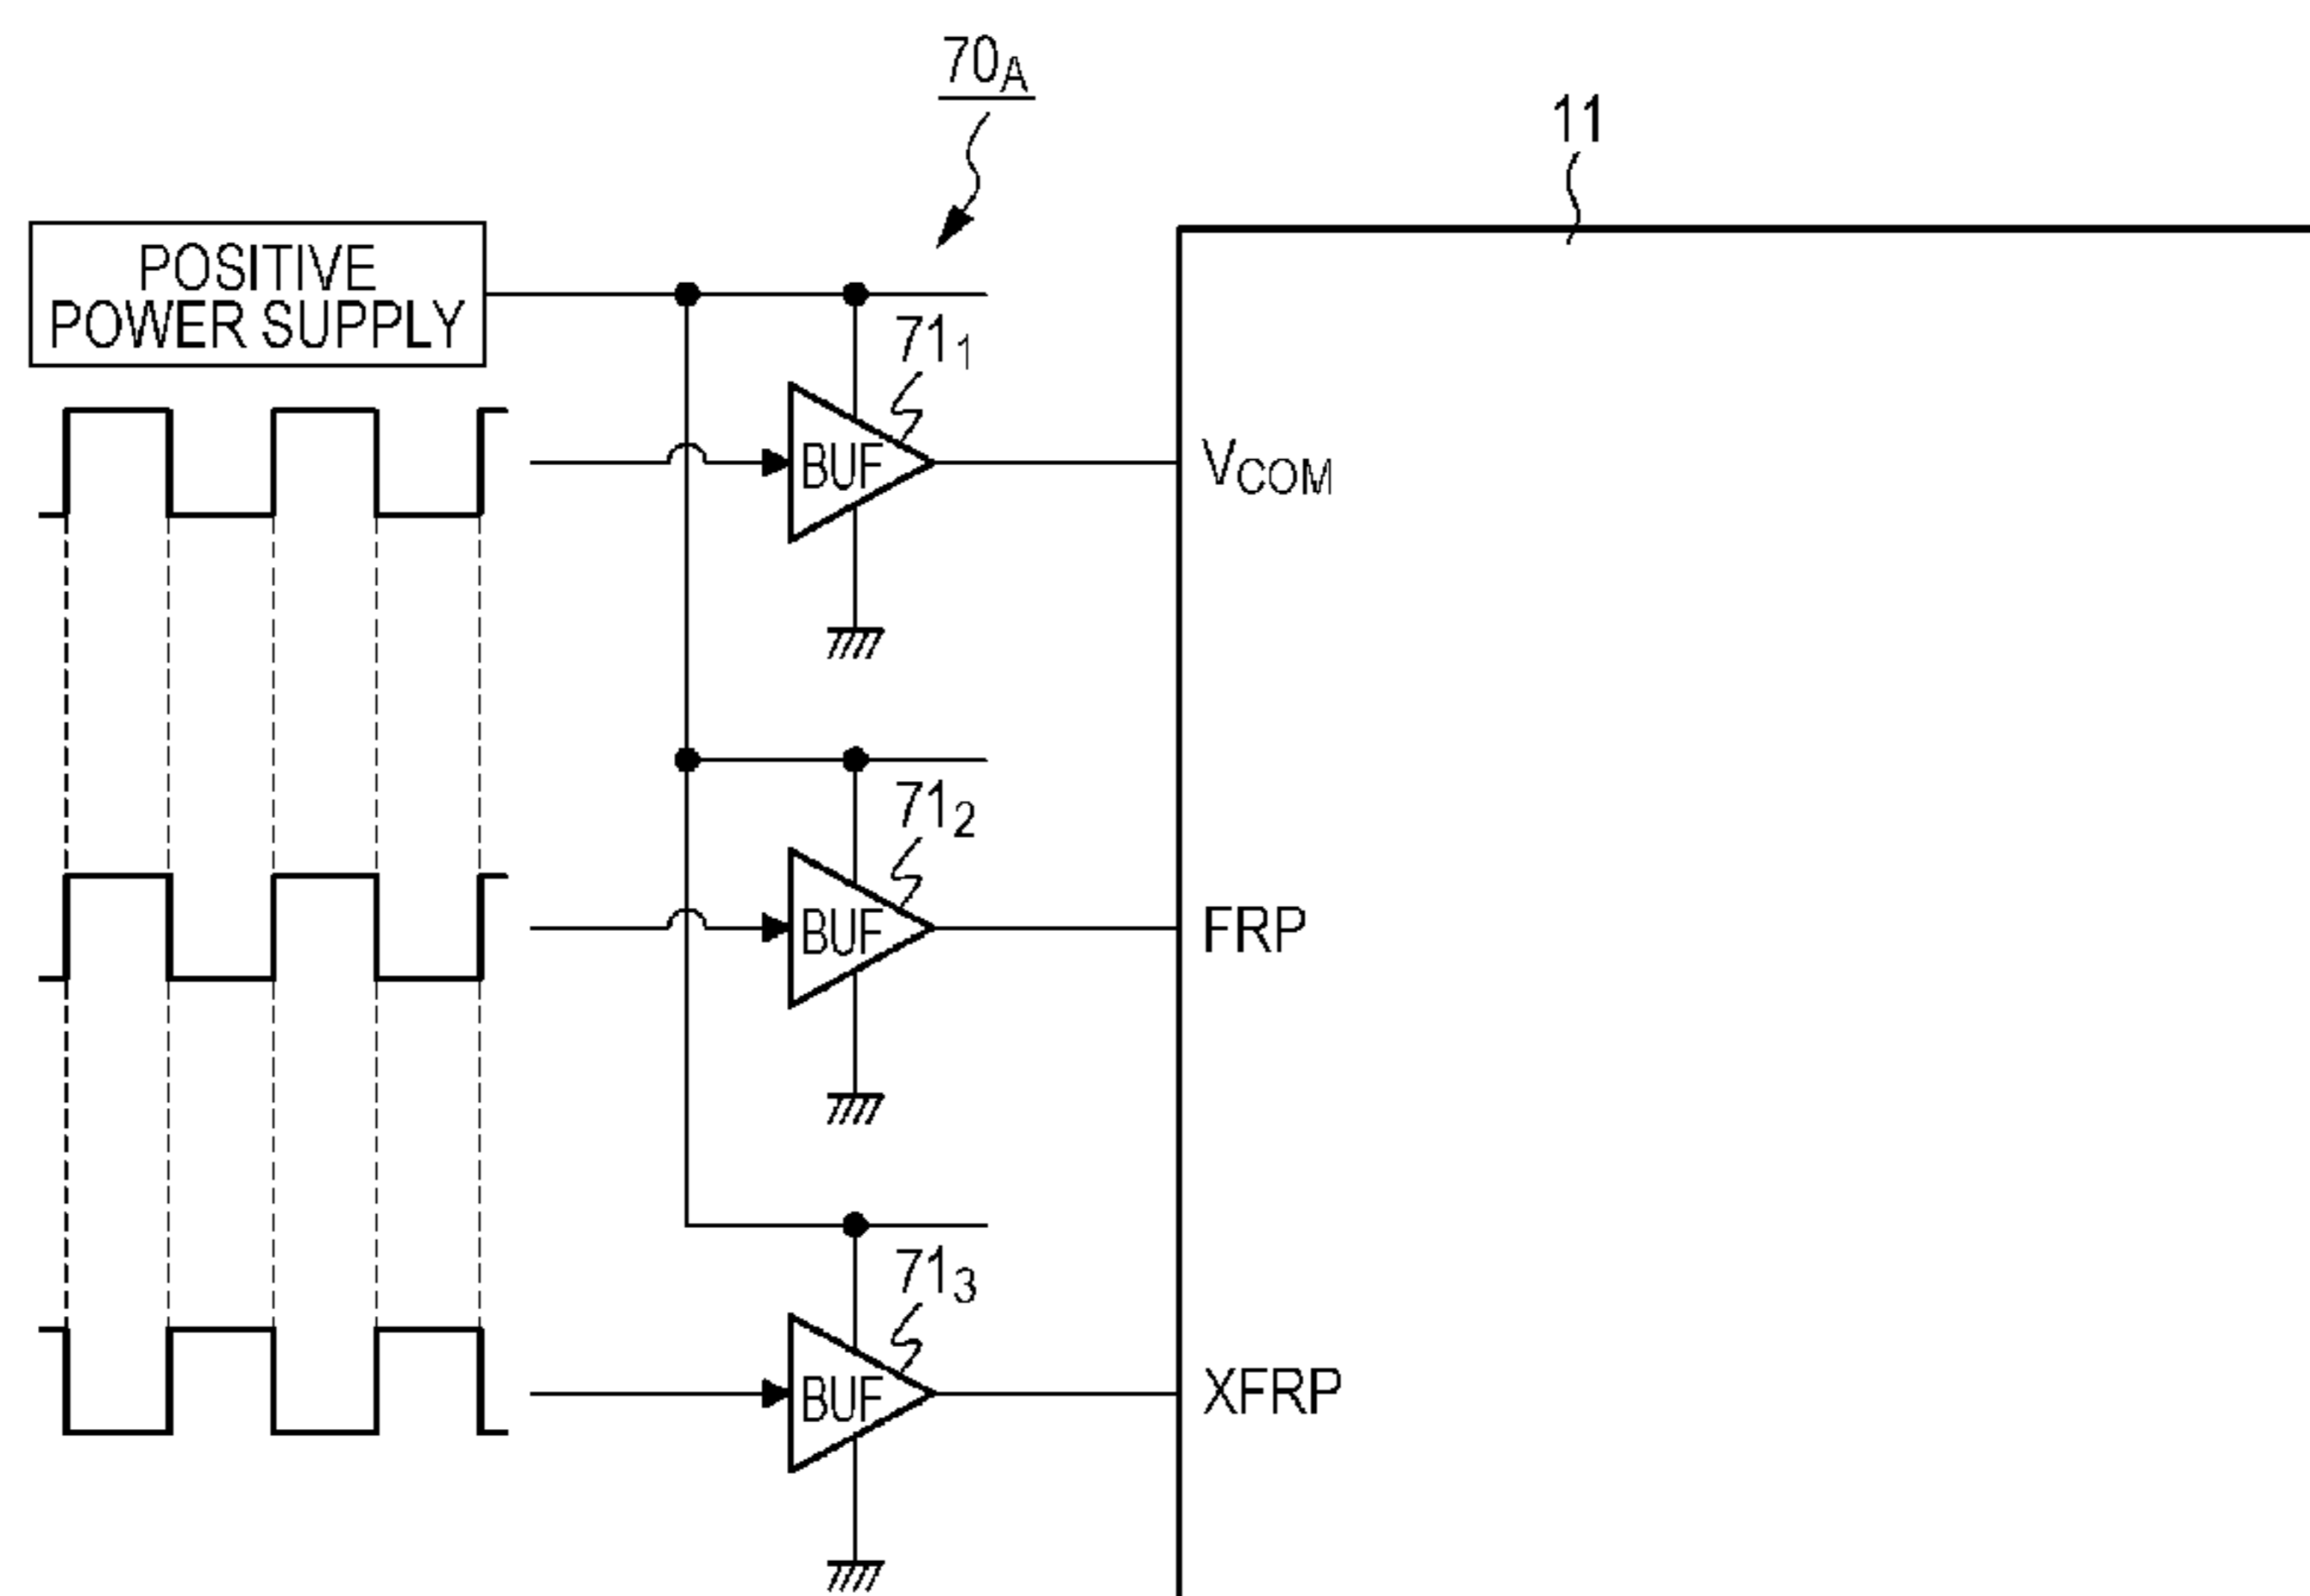 70A
11
POSITIVE
POWER SUPPLY
711
BUF
VCOM
712
BUF
FRP
713
BUF
XFRP